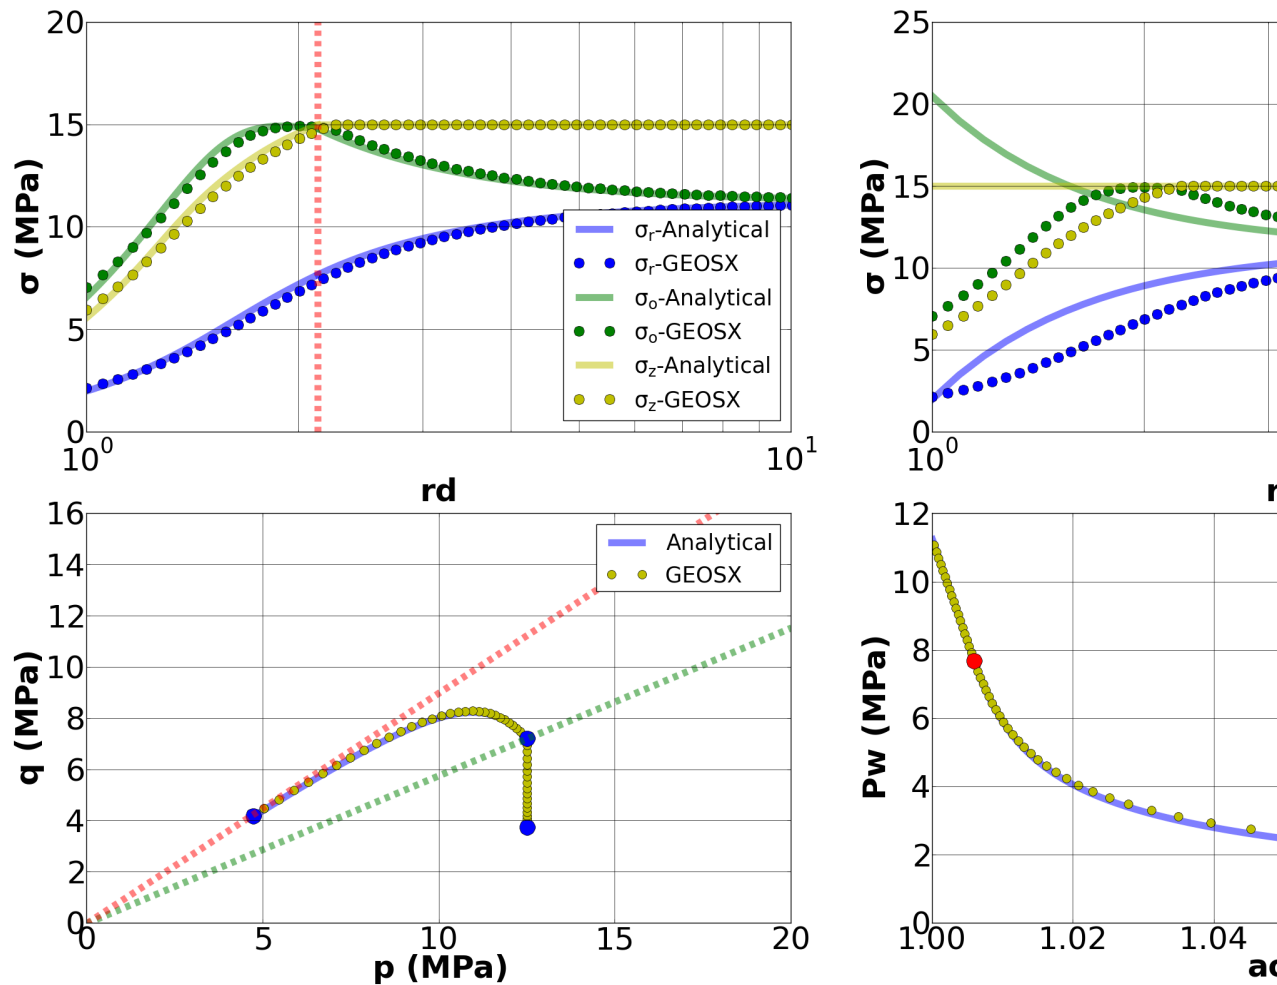 20
15
10
5
0
10⁰
10¹
σ (MPa)
rd
σr-Analytical
σr-GEOSX
σo-Analytical
σo-GEOSX
σz-Analytical
σz-GEOSX
25
20
15
10
5
0
10⁰
σ (MPa)
r
16
14
12
10
8
6
4
2
0
0
5
10
15
20
q (MPa)
p (MPa)
Analytical
GEOSX
12
10
8
6
4
2
0
1.00
1.02
1.04
Pw (MPa)